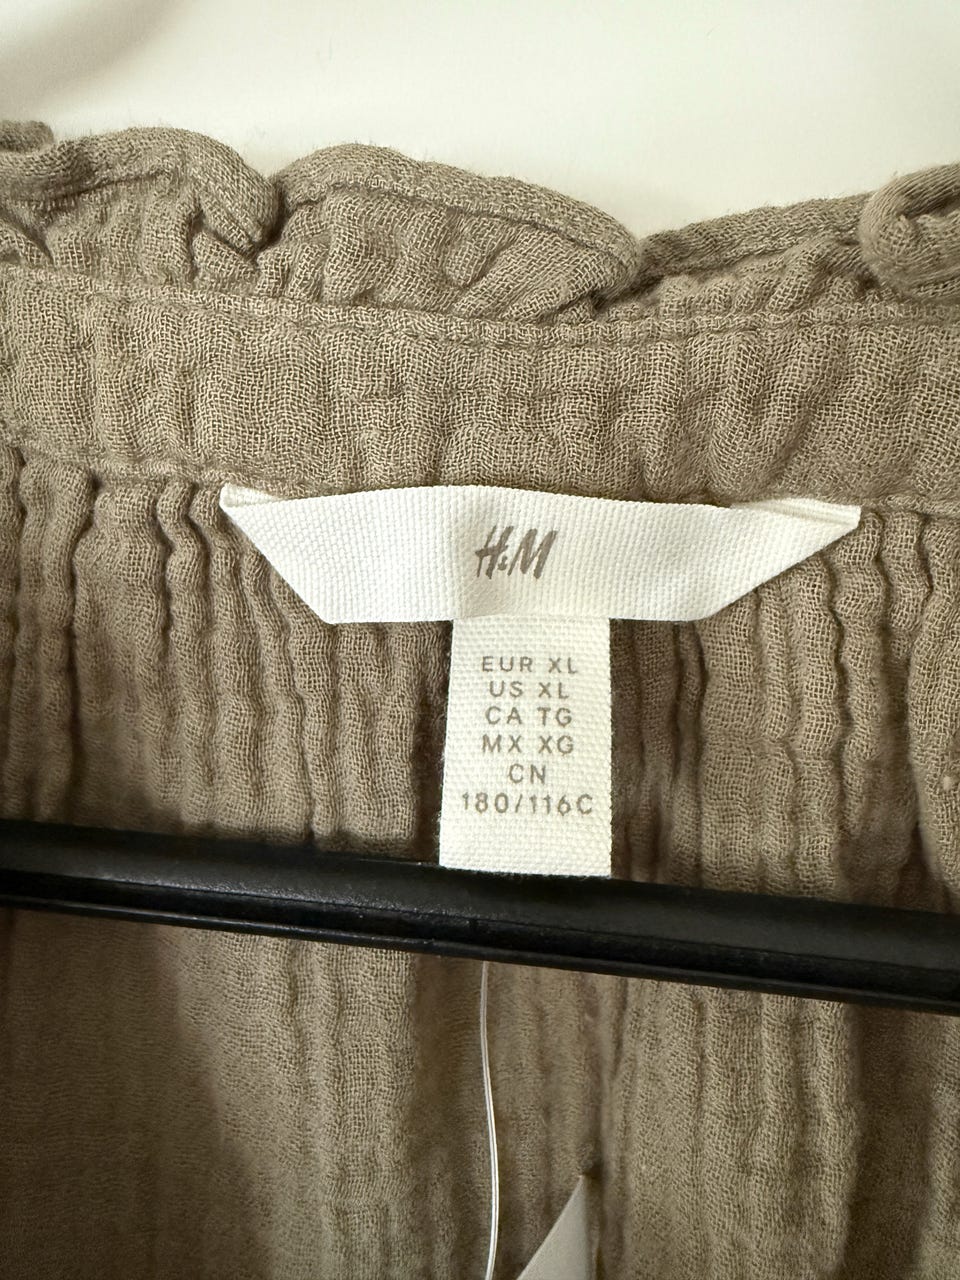 H&M
EUR XL
US XL
CA TG
MX XG
CN
180/116C